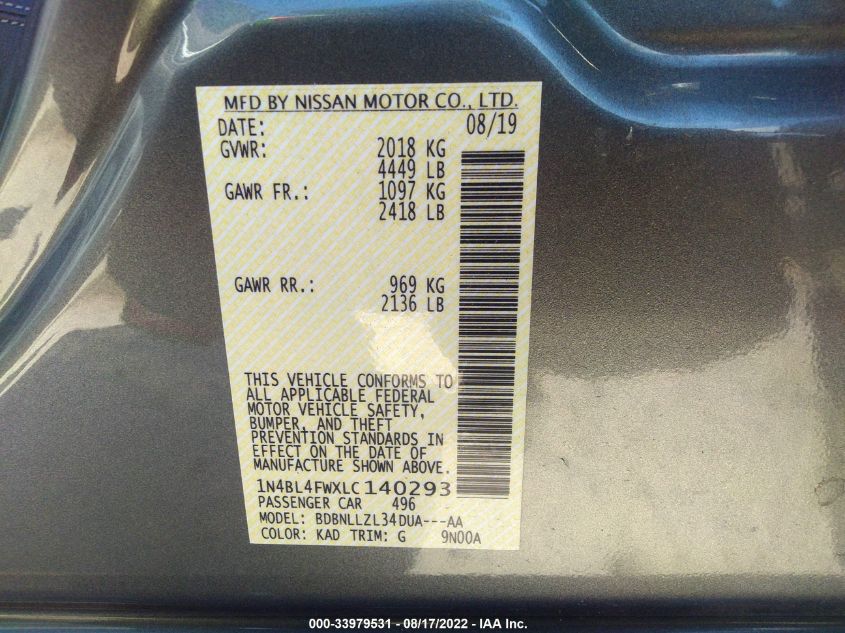 MFD BY NISSAN MOTOR CO., LTD.
DATE: 08/19
GVWR: 2018 KG
4449 LB
GAWR FR.: 1097 KG
2418 LB
GAWR RR.: 969 KG
2136 LB
THIS VEHICLE CONFORMS TO
ALL APPLICABLE FEDERAL
MOTOR VEHICLE SAFETY,
BUMPER, AND THEFT
PREVENTION STANDARDS IN
EFFECT ON THE DATE OF
MANUFACTURE SHOWN ABOVE.
1N4BL4FWXLC140293
PASSENGER CAR 496
MODEL: BDBNLLZL34DUA---AA
COLOR: KAD TRIM: G 9N00A
000-33979531 - 08/17/2022 - IAA Inc.